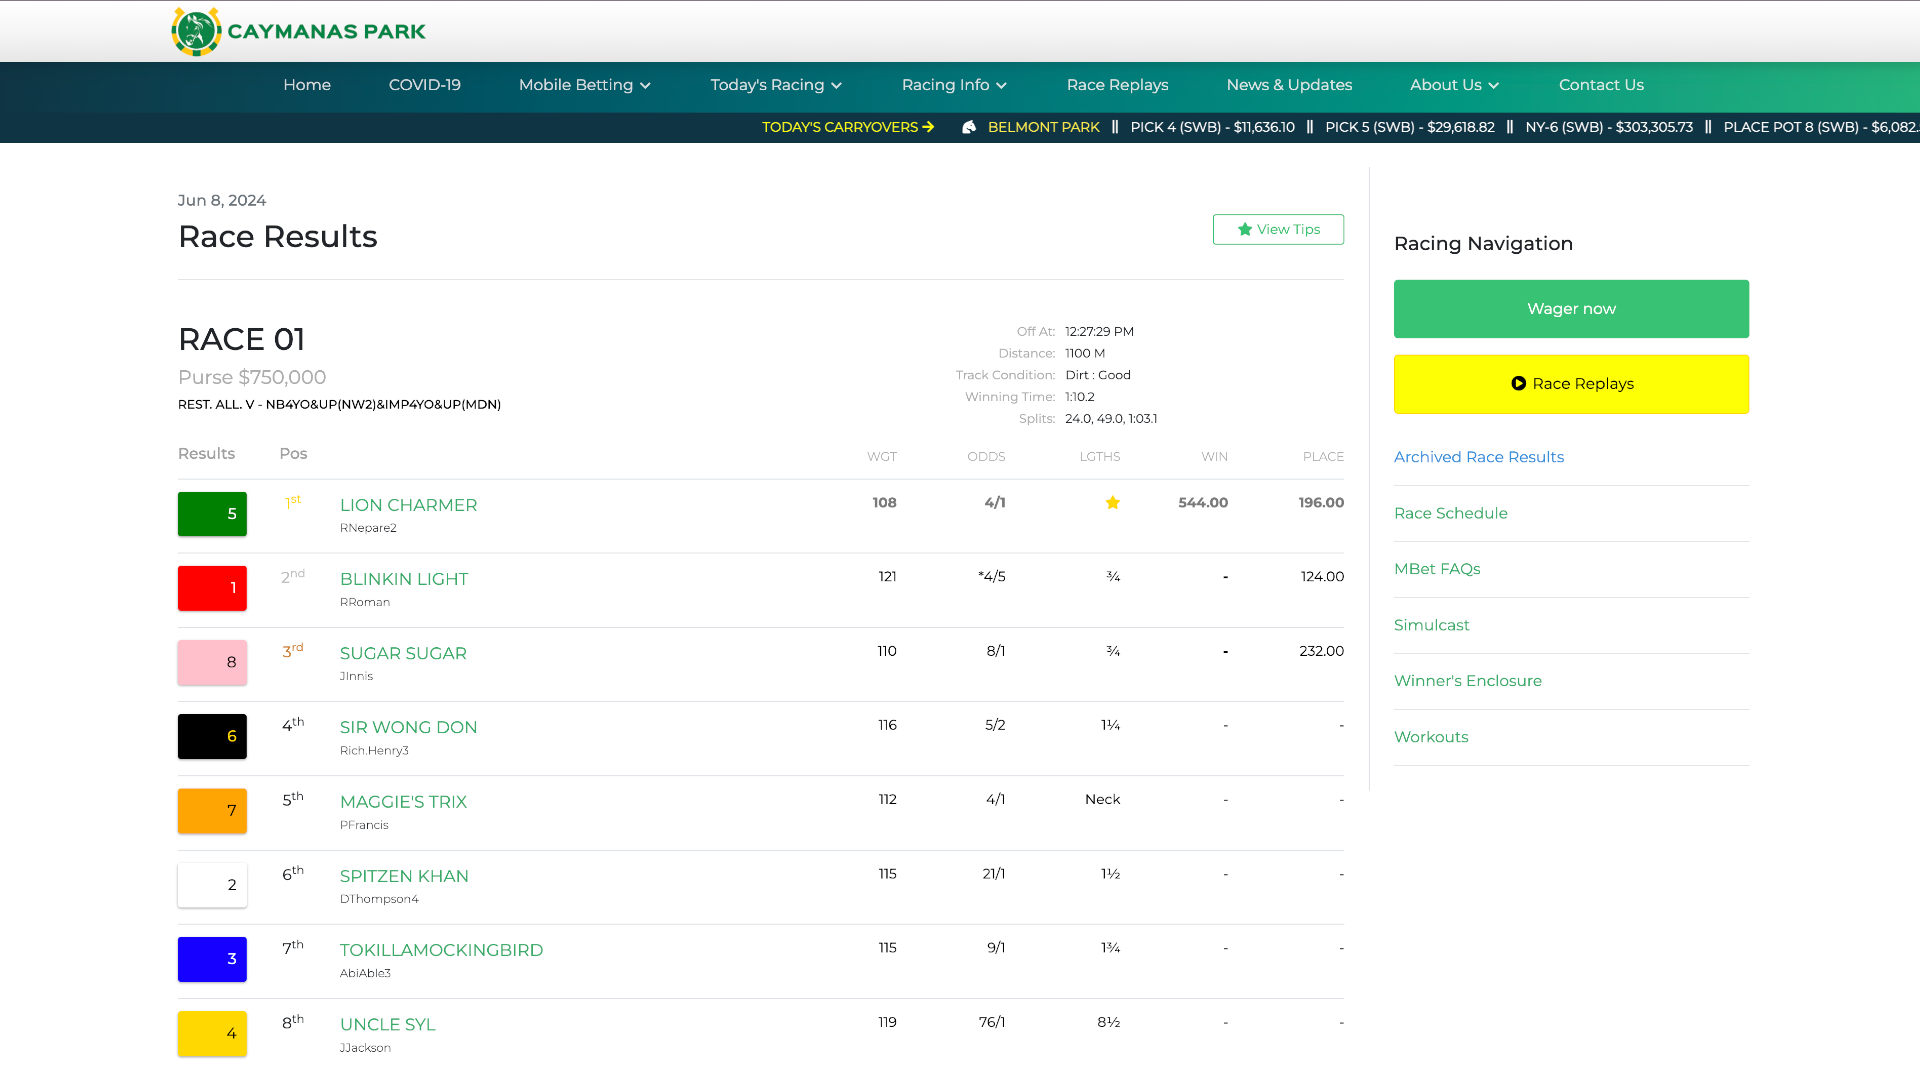 CAYMANAS PARK
Home COVID-19 Mobile Betting Today's Racing Racing Info Race Replays News & Updates About Us Contact Us
TODAY'S CARRYOVERS BELMONT PARK || PICK 4 (SWB) - $11,636.10 || PICK 5 (SWB) - $29,618.82 || NY-6 (SWB) - $303,305.73 || PLACE POT 8 (SWB) - $6,082.
Jun 8, 2024
Race Results
View Tips
RACE 01
Purse $750,000
REST. ALL. V - NB4YO&UP(NW2)&IMP4YO&UP(MDN)
Off At: 12:27:29 PM
Distance: 1100 M
Track Condition: Dirt : Good
Winning Time: 1:10.2
Splits: 24.0, 49.0, 1:03.1
Results Pos WGT ODDS LGTHS WIN PLACE
5 1st LION CHARMER 108 4/1 544.00 196.00
RNepare2
1 2nd BLINKIN LIGHT 121 *4/5 ¾ - 124.00
RRoman
8 3rd SUGAR SUGAR 110 8/1 ¾ - 232.00
JInnis
6 4th SIR WONG DON 116 5/2 1¼ - -
Rich.Henry3
7 5th MAGGIE'S TRIX 112 4/1 Neck - -
PFrancis
2 6th SPITZEN KHAN 115 21/1 1½ - -
DThompson4
3 7th TOKILLAMOCKINGBIRD 115 9/1 1¾ - -
AbiAble3
4 8th UNCLE SYL 119 76/1 8½ - -
JJackson
Racing Navigation
Wager now
Race Replays
Archived Race Results
Race Schedule
MBet FAQs
Simulcast
Winner's Enclosure
Workouts